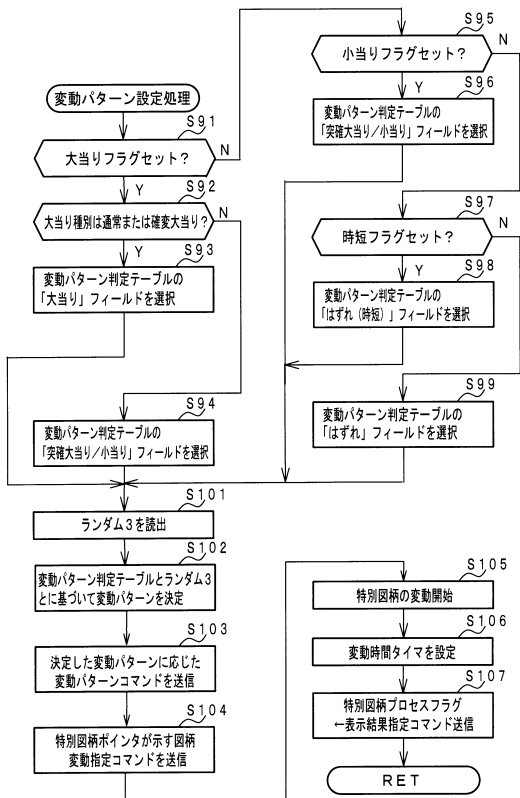 変動パターン設定処理
S91
大当りフラグセット?
N
Y
S92
大当り種別は通常または確変大当り?
N
Y
S93
変動パターン判定テーブルの
「大当り」フィールドを選択
S94
変動パターン判定テーブルの
「突確大当り/小当り」フィールドを選択
S95
小当りフラグセット?
N
Y
S96
変動パターン判定テーブルの
「突確大当り/小当り」フィールドを選択
S97
時短フラグセット?
N
Y
S98
変動パターン判定テーブルの
「はずれ(時短)」フィールドを選択
S99
変動パターン判定テーブルの
「はずれ」フィールドを選択
S101
ランダム3を読出
S102
変動パターン判定テーブルとランダム3
とに基づいて変動パターンを決定
S103
決定した変動パターンに応じた
変動パターンコマンドを送信
S104
特別図柄ポインタが示す図柄
変動指定コマンドを送信
S105
特別図柄の変動開始
S106
変動時間タイマを設定
S107
特別図柄プロセスフラグ
←表示結果指定コマンド送信
RET